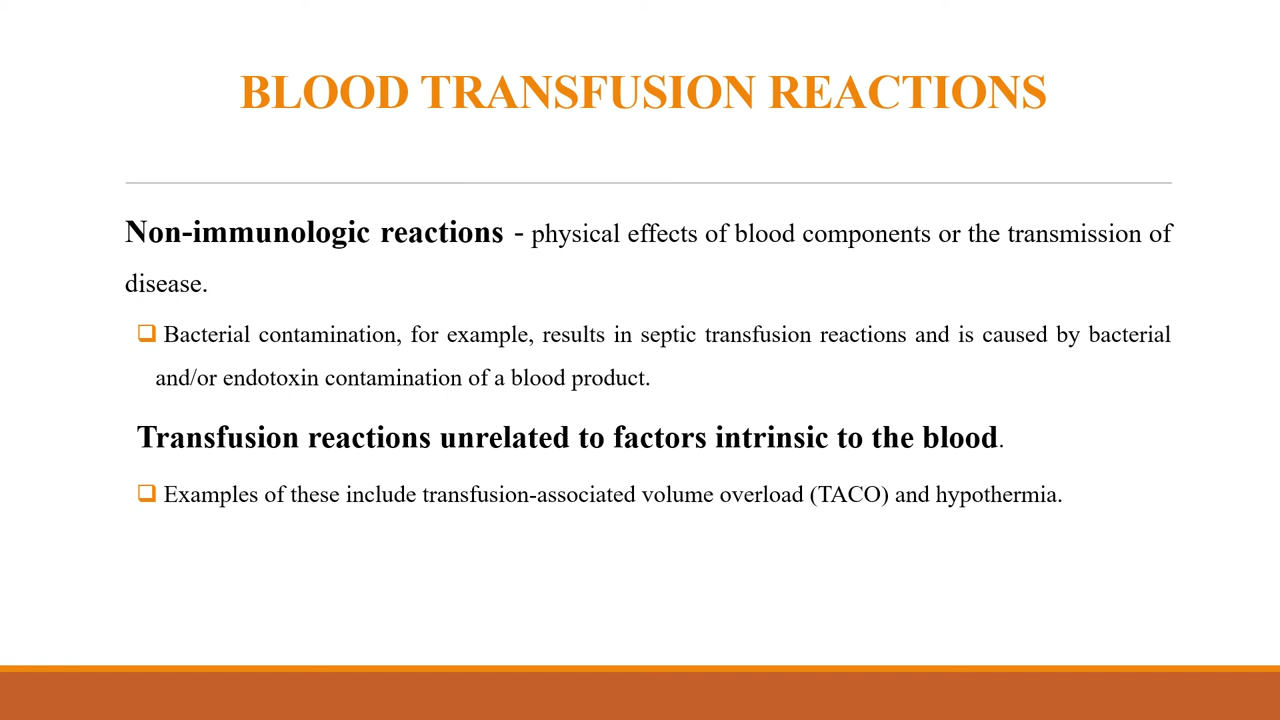 BLOOD TRANSFUSION REACTIONS
Non-immunologic reactions - physical effects of blood components or the transmission of
disease.
❑ Bacterial contamination, for example, results in septic transfusion reactions and is caused by bacterial
and/or endotoxin contamination of a blood product.
Transfusion reactions unrelated to factors intrinsic to the blood.
❑ Examples of these include transfusion-associated volume overload (TACO) and hypothermia.